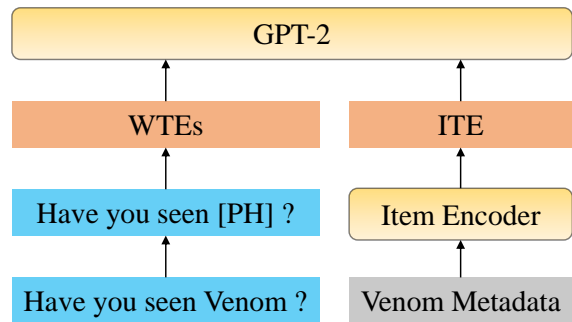 GPT-2
WTEs
ITE
Have you seen [PH] ?
Item Encoder
Have you seen Venom ?
Venom Metadata